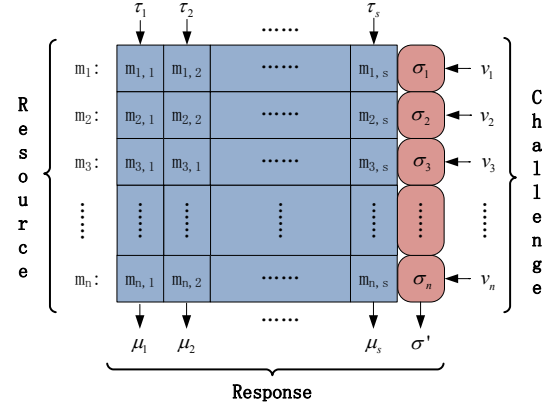 τ₁ τ₂ …… τₛ
m₁: m₁,₁ m₁,₂ …… m₁,ₛ σ₁ v₁
m₂: m₂,₁ m₂,₂ m₂,ₛ σ₂ v₂
m₃: m₃,₁ m₃,₁ σ₃ v₃
…… …… …… …… …… …… ……
mₙ: mₙ,₁ mₙ,₂ …… mₙ,ₛ σₙ vₙ
μ₁ μ₂ …… μₛ σ'
Resource
Challenge
Response